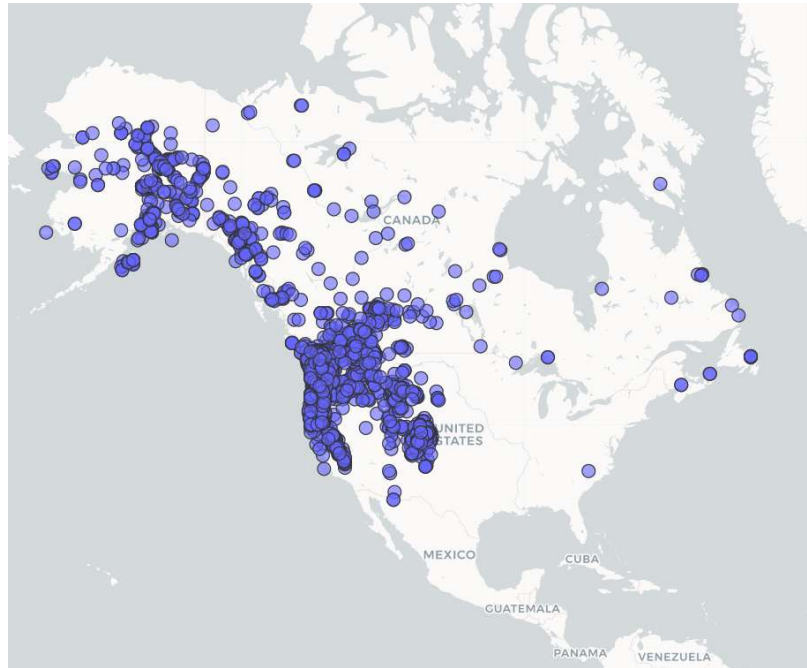 CANADA
UNITED
STATES
MEXICO
CUBA
GUATEMALA
PANAMA
VENEZUELA